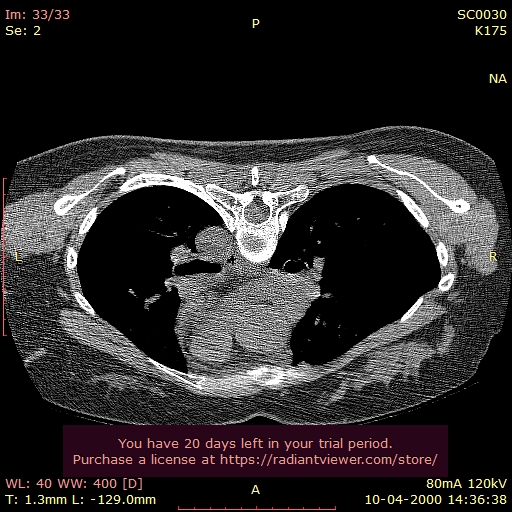 Im: 33/33
Se: 2
P
SC0030
K175
NA
L
R
You have 20 days left in your trial period.
Purchase a license at https://radiantviewer.com/store/
WL: 40 WW: 400 [D]
T: 1.3mm L: -129.0mm
A
80mA 120kV
10-04-2000 14:36:38